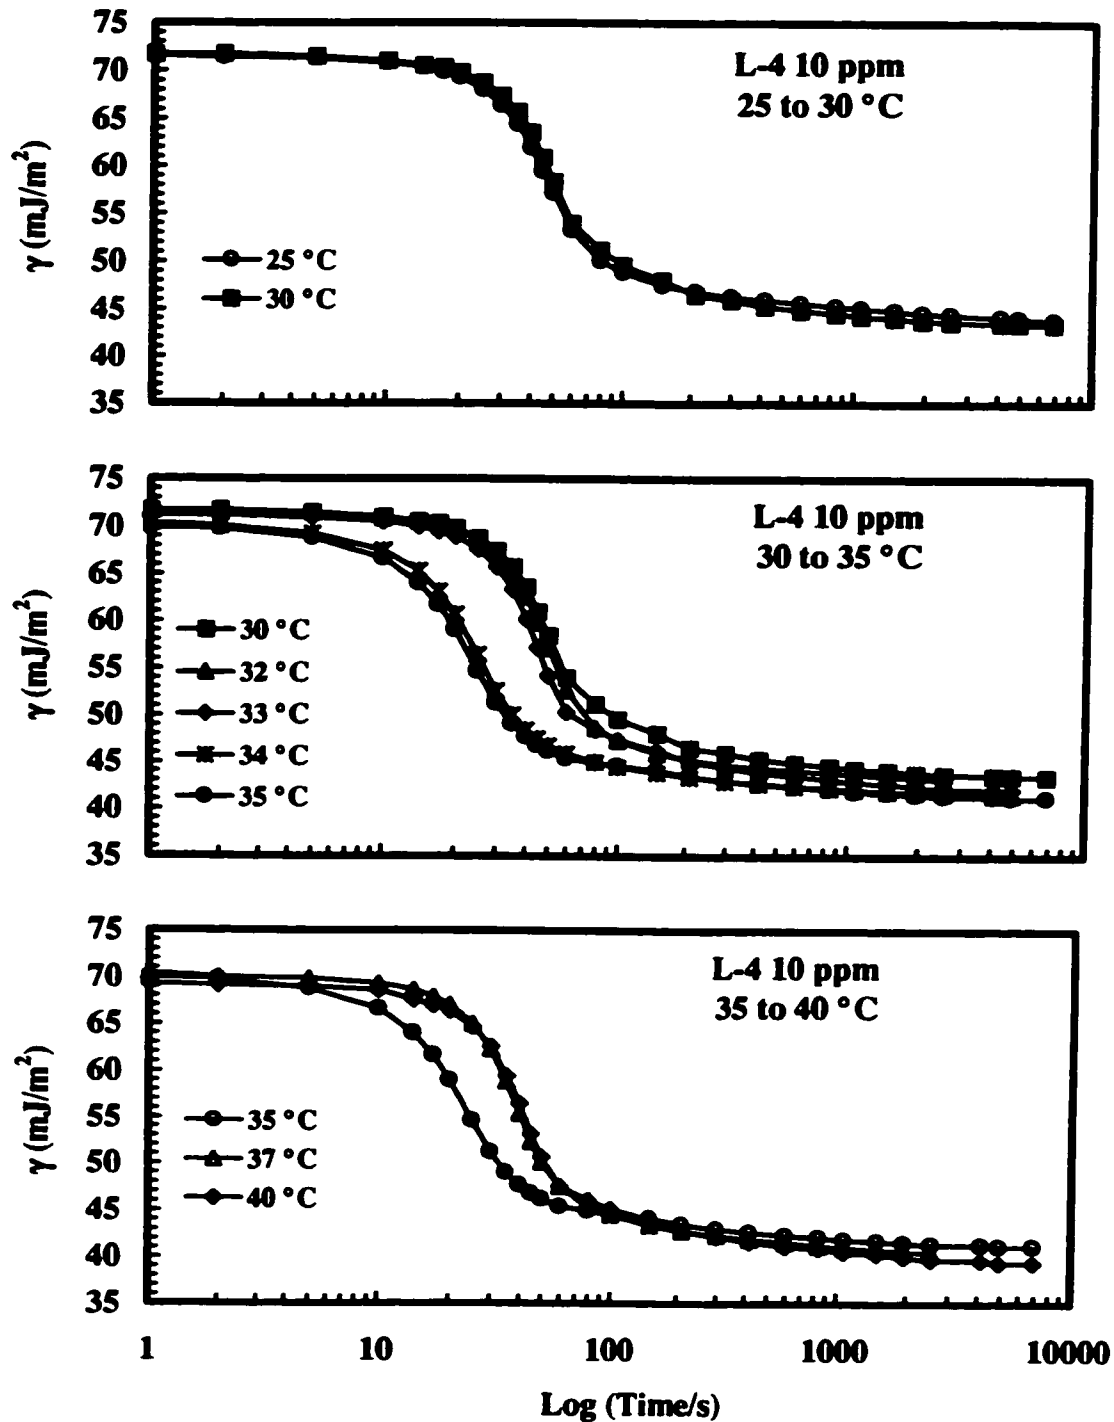 75
70
65
60
55
50
45
40
35
γ (mJ/m²)
L-4 10 ppm
25 to 30 °C
25 °C
30 °C
75
70
65
60
55
50
45
40
35
γ (mJ/m²)
L-4 10 ppm
30 to 35 °C
30 °C
32 °C
33 °C
34 °C
35 °C
75
70
65
60
55
50
45
40
35
γ (mJ/m²)
L-4 10 ppm
35 to 40 °C
35 °C
37 °C
40 °C
1 10 100 1000 10000
Log (Time/s)